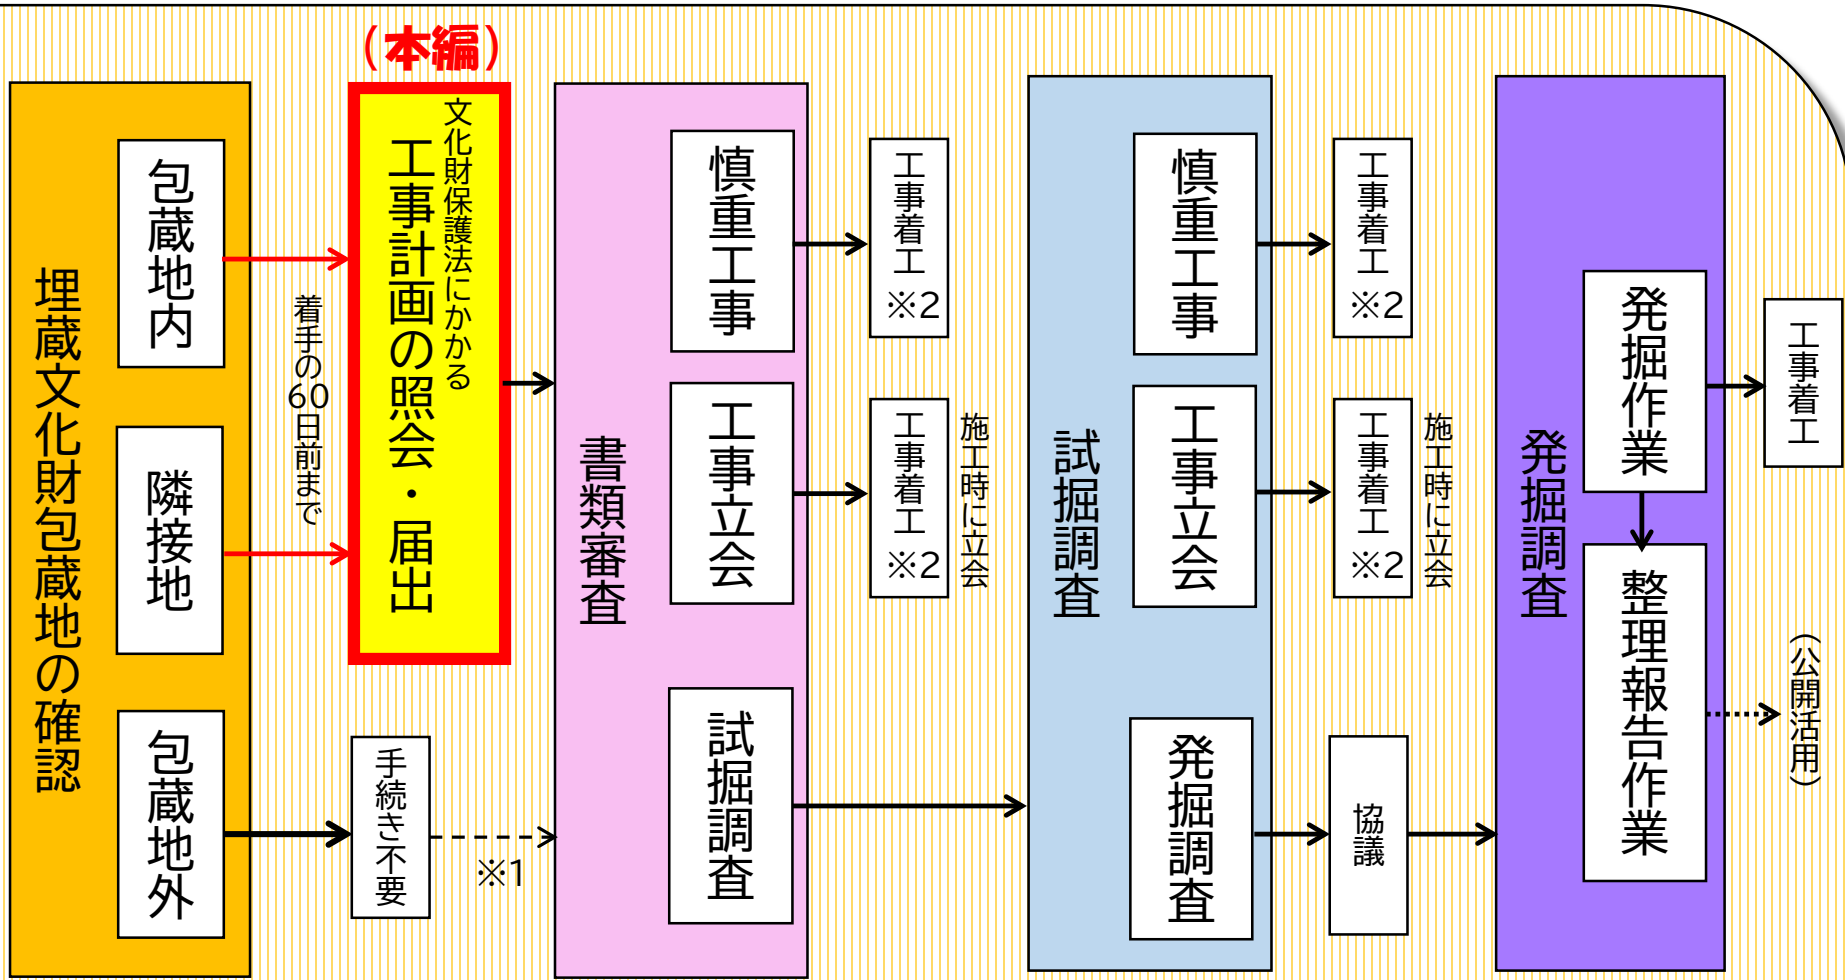 (本編)
埋蔵文化財包蔵地の確認
包蔵地内
隣接地
包蔵地外
着手の60日前まで
文化財保護法にかかる
工事計画の照会・届出
手続き不要
※1
書類審査
慎重工事
工事立会
試掘調査
工事着工
※2
工事着工
※2
施工時に立会
試掘調査
慎重工事
工事立会
発掘調査
工事着工
※2
工事着工
※2
施工時に立会
協議
発掘調査
発掘作業
整理報告作業
工事着工
(公開活用)